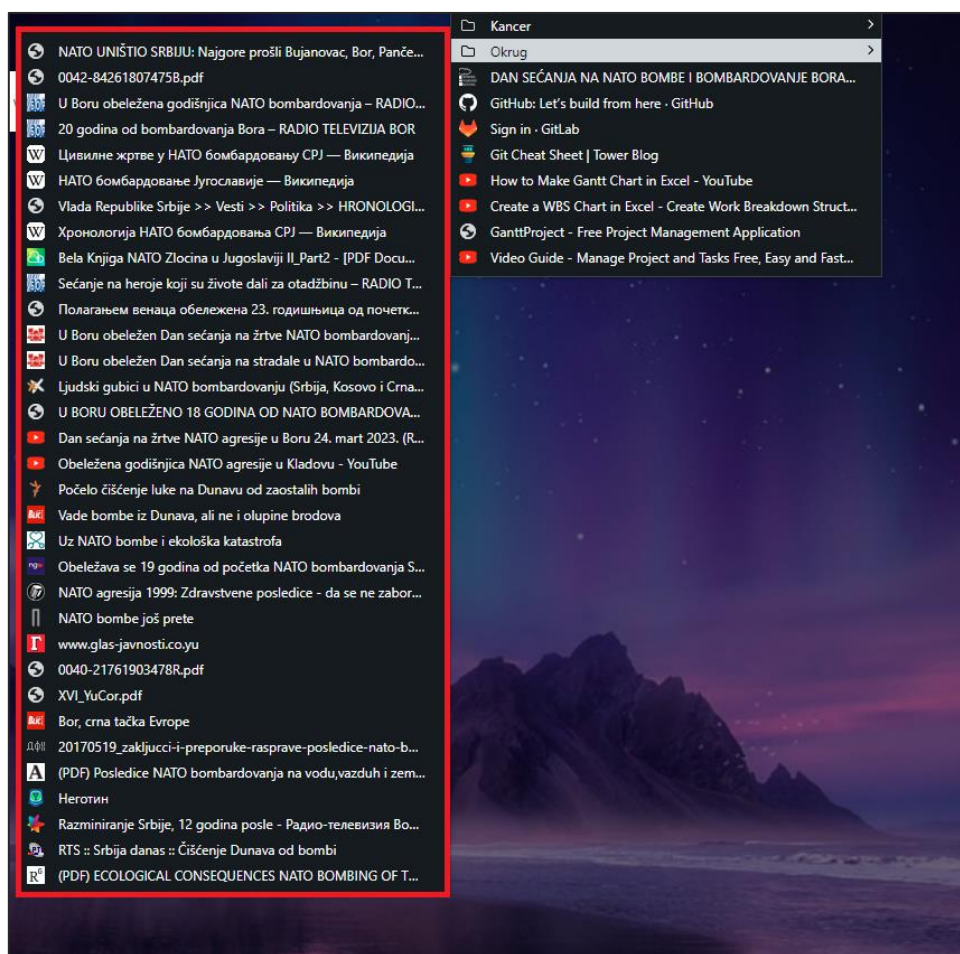 NATO UNIŠTIO SRBIJU: Najgore prošli Bujanovac, Bor, Panče...
0042-84261807475B.pdf
U Boru obeležena godišnjica NATO bombardovanja – RADIO...
20 godina od bombardovanja Bora – RADIO TELEVIZIJA BOR
Цивилне жртве у НАТО бомбардовању СРЈ — Википедија
НАТО бомбардовање Југославије — Википедија
Vlada Republike Srbije >> Vesti >> Politika >> HRONOLOGI...
Хронологија НАТО бомбардовања СРЈ — Википедија
Bela Knjiga NATO Zlocina u Jugoslaviji II_Part2 - [PDF Docu...
Sećanje na heroje koji su živote dali za otadžbinu – RADIO T...
Полагањем венаца обележена 23. годишњица од почетк...
U Boru obeležen Dan sećanja na žrtve NATO bombardovanj...
U Boru obeležen Dan sećanja na stradale u NATO bombardo...
Ljudski gubici u NATO bombardovanju (Srbija, Kosovo i Crna...
U BORU OBELEŽENO 18 GODINA OD NATO BOMBARDOVA...
Dan sećanja na žrtve NATO agresije u Boru 24. mart 2023. (R...
Obeležena godišnjica NATO agresije u Kladovu - YouTube
Počelo čišćenje luke na Dunavu od zaostalih bombi
Vade bombe iz Dunava, ali ne i olupine brodova
Uz NATO bombe i ekološka katastrofa
Obeležava se 19 godina od početka NATO bombardovanja S...
NATO agresija 1999: Zdravstvene posledice - da se ne zabor...
NATO bombe još prete
www.glas-javnosti.co.yu
0040-21761903478R.pdf
XVI_YuCor.pdf
Bor, crna tačka Evrope
20170519_zakljucci-i-preporuke-rasprave-posledice-nato-b...
(PDF) Posledice NATO bombardovanja na vodu,vazduh i zem...
Неготин
Razminiranje Srbije, 12 godina posle - Радио-телевизия Во...
RTS :: Srbija danas :: Čišćenje Dunava od bombi
(PDF) ECOLOGICAL CONSEQUENCES NATO BOMBING OF T...
Kancer
Okrug
DAN SEĆANJA NA NATO BOMBE I BOMBARDOVANJE BORA...
GitHub: Let's build from here · GitHub
Sign in · GitLab
Git Cheat Sheet | Tower Blog
How to Make Gantt Chart in Excel - YouTube
Create a WBS Chart in Excel - Create Work Breakdown Struct...
GanttProject - Free Project Management Application
Video Guide - Manage Project and Tasks Free, Easy and Fast...